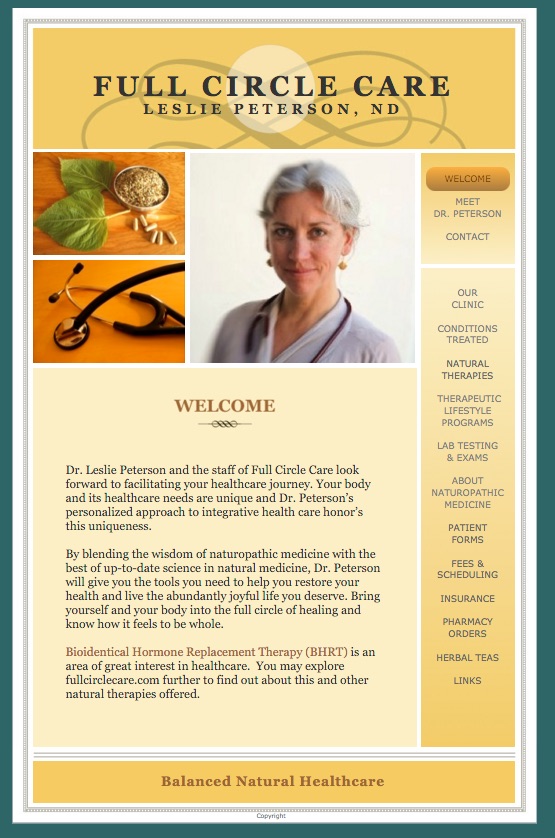 FULL CIRCLE CARE
LESLIE PETERSON, ND
WELCOME
MEET
DR. PETERSON
CONTACT
OUR
CLINIC
CONDITIONS
TREATED
NATURAL
THERAPIES
THERAPEUTIC
LIFESTYLE
PROGRAMS
LAB TESTING
& EXAMS
ABOUT
NATUROPATHIC
MEDICINE
PATIENT
FORMS
FEES &
SCHEDULING
INSURANCE
PHARMACY
ORDERS
HERBAL TEAS
LINKS
WELCOME
Dr. Leslie Peterson and the staff of Full Circle Care look
forward to facilitating your healthcare journey. Your body
and its healthcare needs are unique and Dr. Peterson's
personalized approach to integrative health care honor's
this uniqueness.
By blending the wisdom of naturopathic medicine with the
best of up-to-date science in natural medicine, Dr. Peterson
will give you the tools you need to help you restore your
health and live the abundantly joyful life you deserve. Bring
yourself and your body into the full circle of healing and
know how it feels to be whole.
Bioidentical Hormone Replacement Therapy (BHRT) is an
area of great interest in healthcare.  You may explore
fullcirclecare.com further to find out about this and other
natural therapies offered.
Balanced Natural Healthcare
Copyright